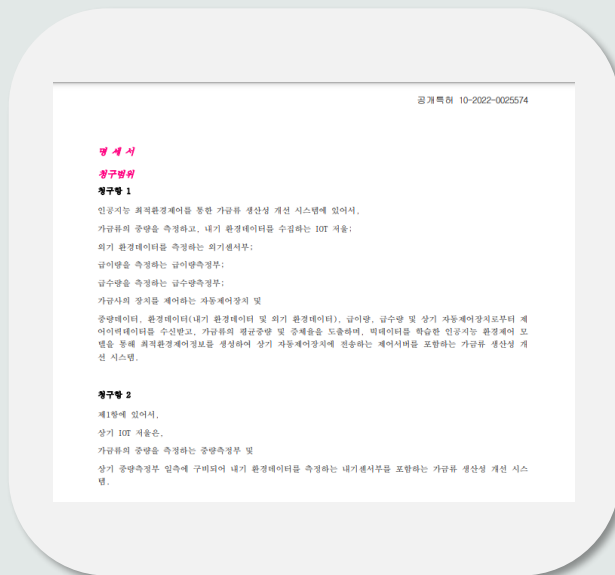 공개특허 10-2022-0025574
명 세 서
청구범위
청구항 1
인공지능 최적환경제어를 통한 가금류 생산성 개선 시스템에 있어서,
가금류의 중량을 측정하고, 내기 환경데이터를 수집하는 IOT 저울;
외기 환경데이터를 측정하는 외기센서부;
급이량을 측정하는 급이량측정부;
급수량을 측정하는 급수량측정부;
가금사의 장치를 제어하는 자동제어장치 및
중량데이터, 환경데이터(내기 환경데이터 및 외기 환경데이터), 급이량, 급수량 및 상기 자동제어장치로부터 제
어이력데이터를 수신받고, 가금류의 평균중량 및 증체율을 도출하며, 빅데이터를 학습한 인공지능 환경제어 모
델을 통해 최적환경제어정보를 생성하여 상기 자동제어장치에 전송하는 제어서버를 포함하는 가금류 생산성 개
선 시스템.
청구항 2
제1항에 있어서,
상기 IOT 저울은,
가금류의 중량을 측정하는 중량측정부 및
상기 중량측정부 일측에 구비되어 내기 환경데이터를 측정하는 내기센서부를 포함하는 가금류 생산성 개선 시스
템.